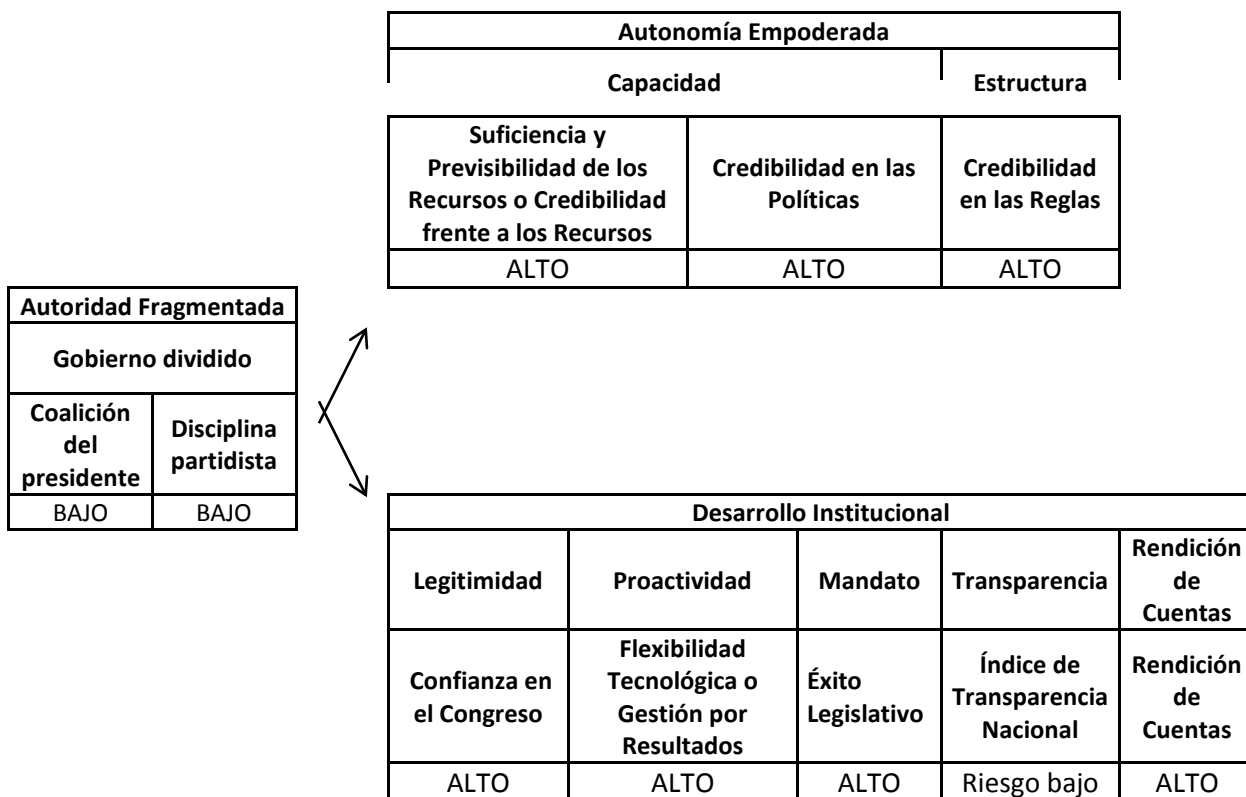 Autonomía Empoderada
Capacidad
Estructura
Suficiencia y
Previsibilidad de los
Recursos o Credibilidad
frente a los Recursos
Credibilidad en las
Políticas
Credibilidad
en las Reglas
ALTO
ALTO
ALTO
Autoridad Fragmentada
Gobierno dividido
Coalición
del
presidente
Disciplina
partidista
BAJO
BAJO
Desarrollo Institucional
Legitimidad
Proactividad
Mandato
Transparencia
Rendición
de
Cuentas
Confianza en
el Congreso
Flexibilidad
Tecnológica o
Gestión por
Resultados
Éxito
Legislativo
Índice de
Transparencia
Nacional
Rendición
de
Cuentas
ALTO
ALTO
ALTO
Riesgo bajo
ALTO